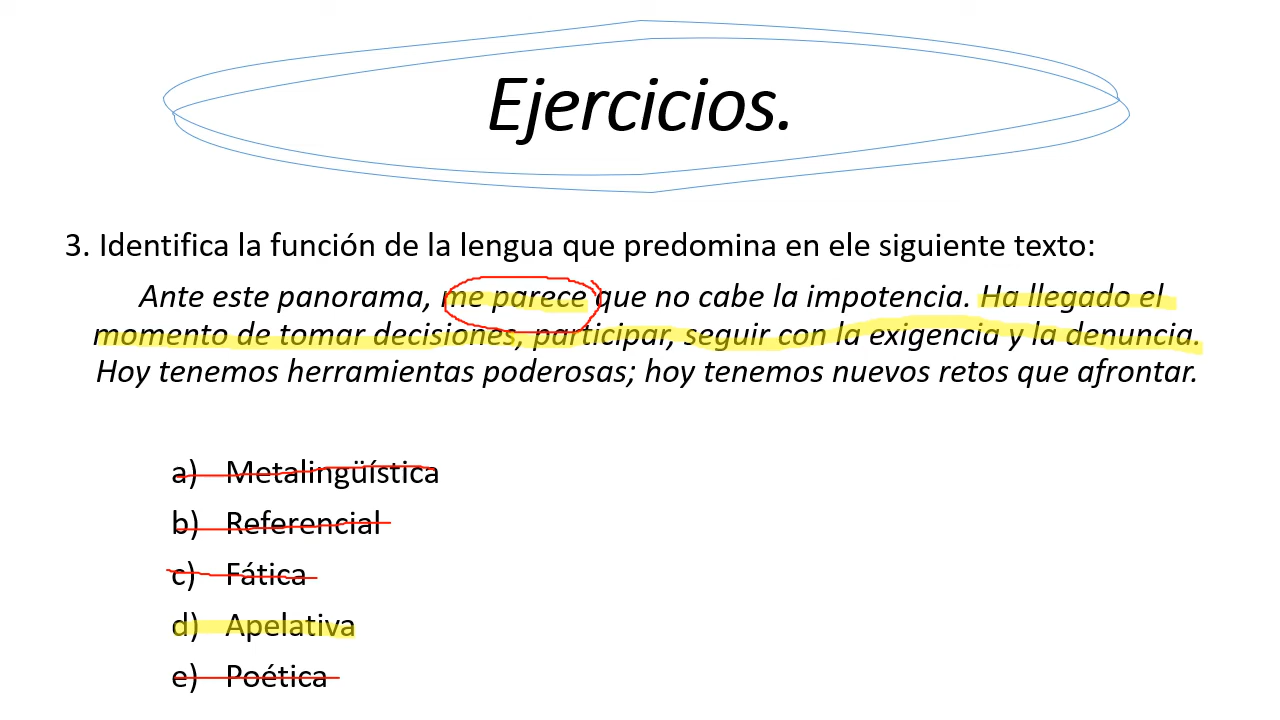 Ejercicios.
3. Identifica la función de la lengua que predomina en ele siguiente texto:
Ante este panorama, me parece que no cabe la impotencia. Ha llegado el
momento de tomar decisiones, participar, seguir con la exigencia y la denuncia.
Hoy tenemos herramientas poderosas; hoy tenemos nuevos retos que afrontar.
a) Metalingüística
b) Referencial
c) Fática
d) Apelativa
e) Poética